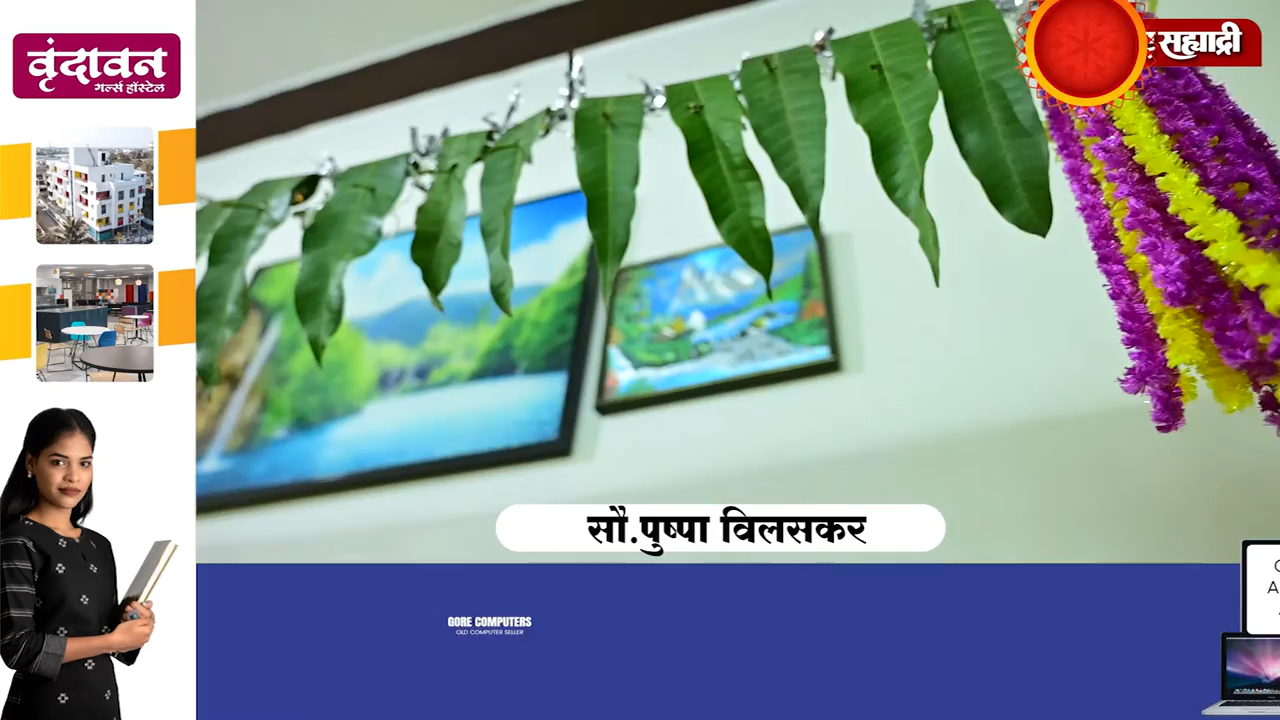 वृंदावन
गर्ल्स हॉस्टेल
सह्याद्री
सौ.पुष्पा विलसकर
GORE COMPUTERS
OLD COMPUTER SELLER